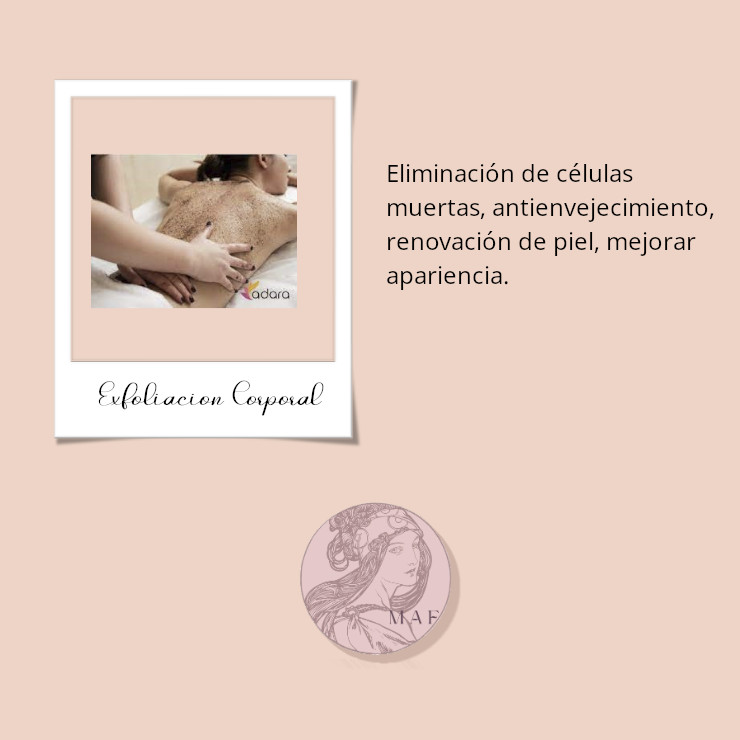 Eliminación de células
muertas, antienvejecimiento,
renovación de piel, mejorar
apariencia.
adara
Exfoliacion Corporal
MAE